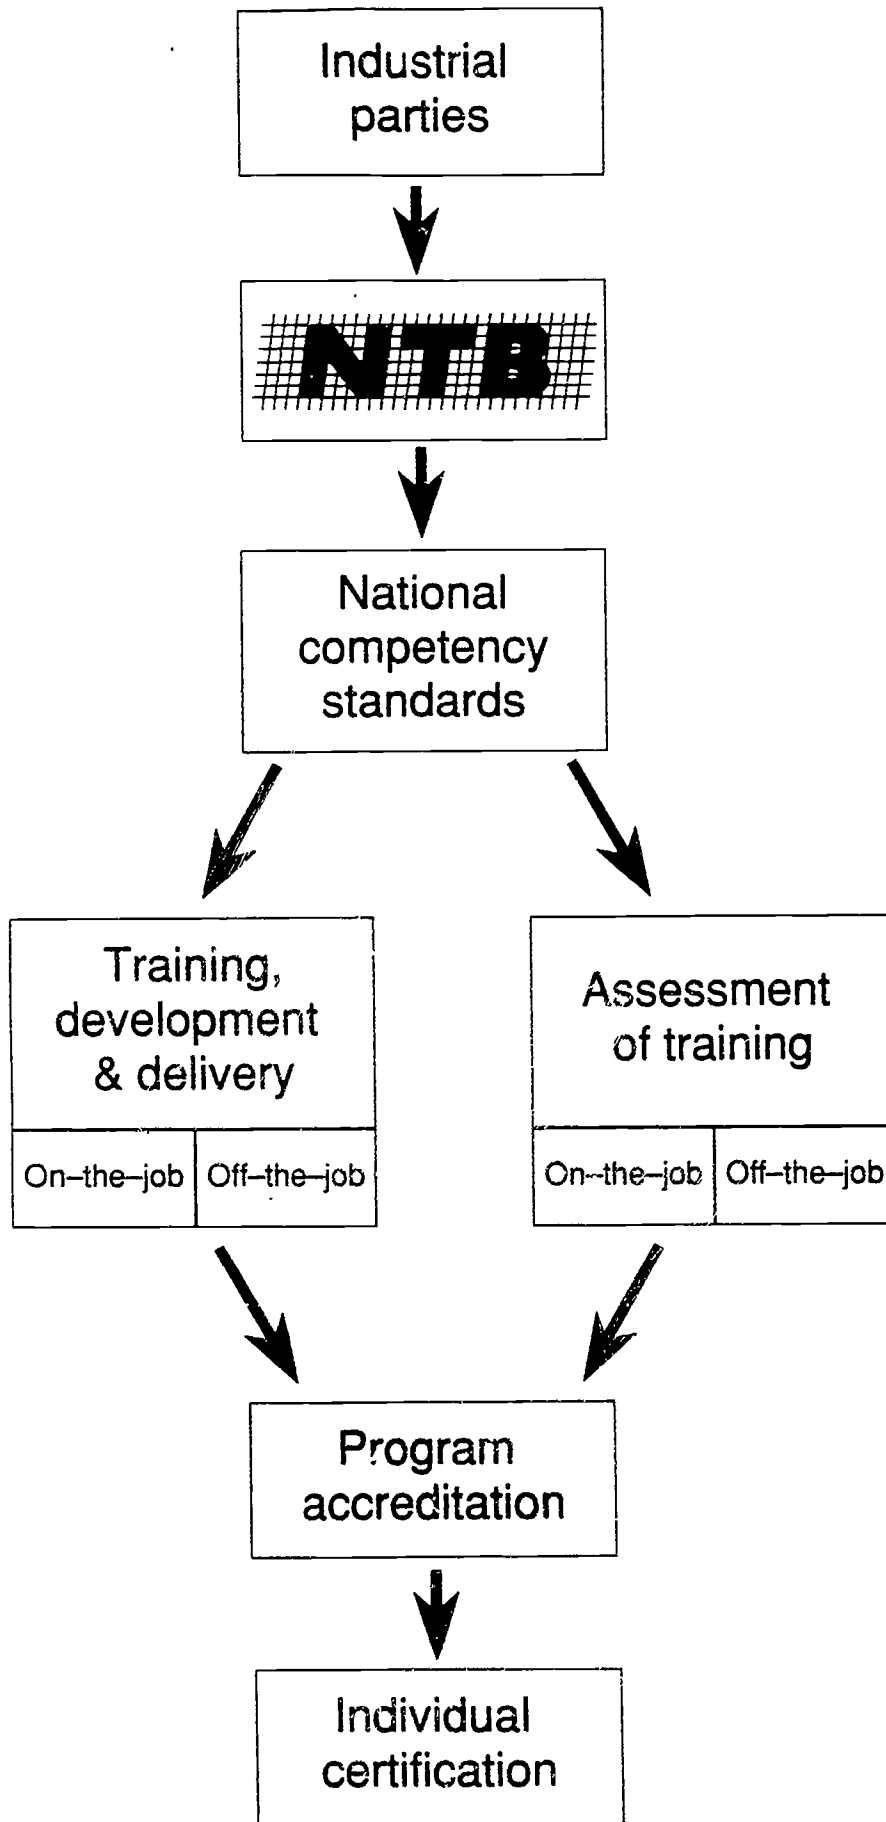 Industrial
parties
NTB
National
competency
standards
Training,
development
& delivery
On–the–job Off–the–job
Assessment
of training
On–the–job Off–the–job
Program
accreditation
Individual
certification